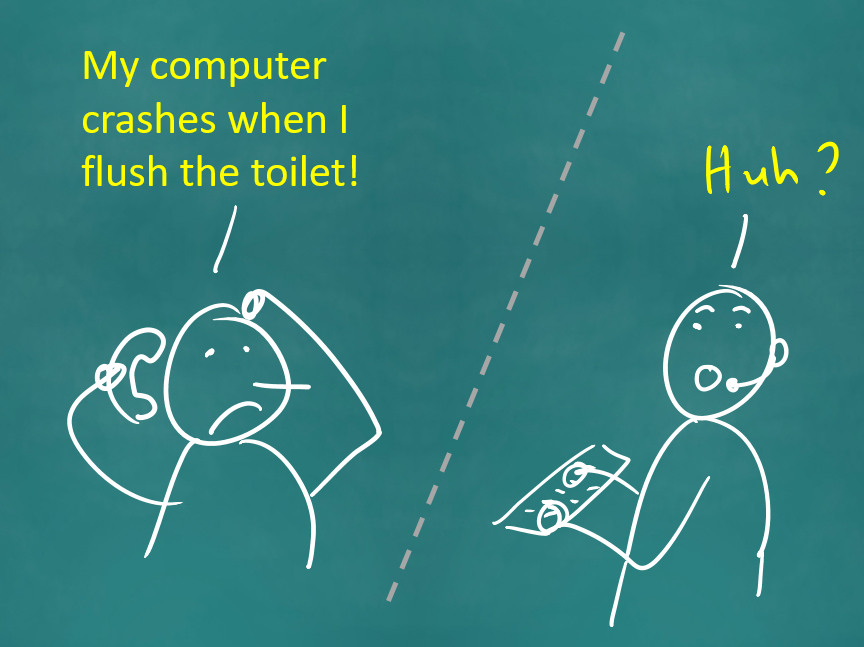 My computer
crashes when I
flush the toilet!
Huh?